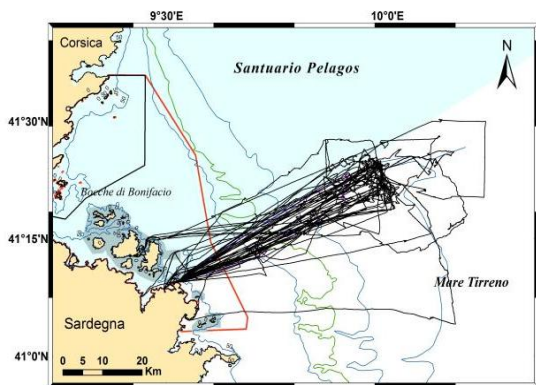 9°30'E
10°0'E
Corsica
Santuario Pelagos
N
41°30'N
Bocche di Bonifacio
41°15'N
Mare Tirreno
Sardegna
41°0'N
0 5 10 20
Km